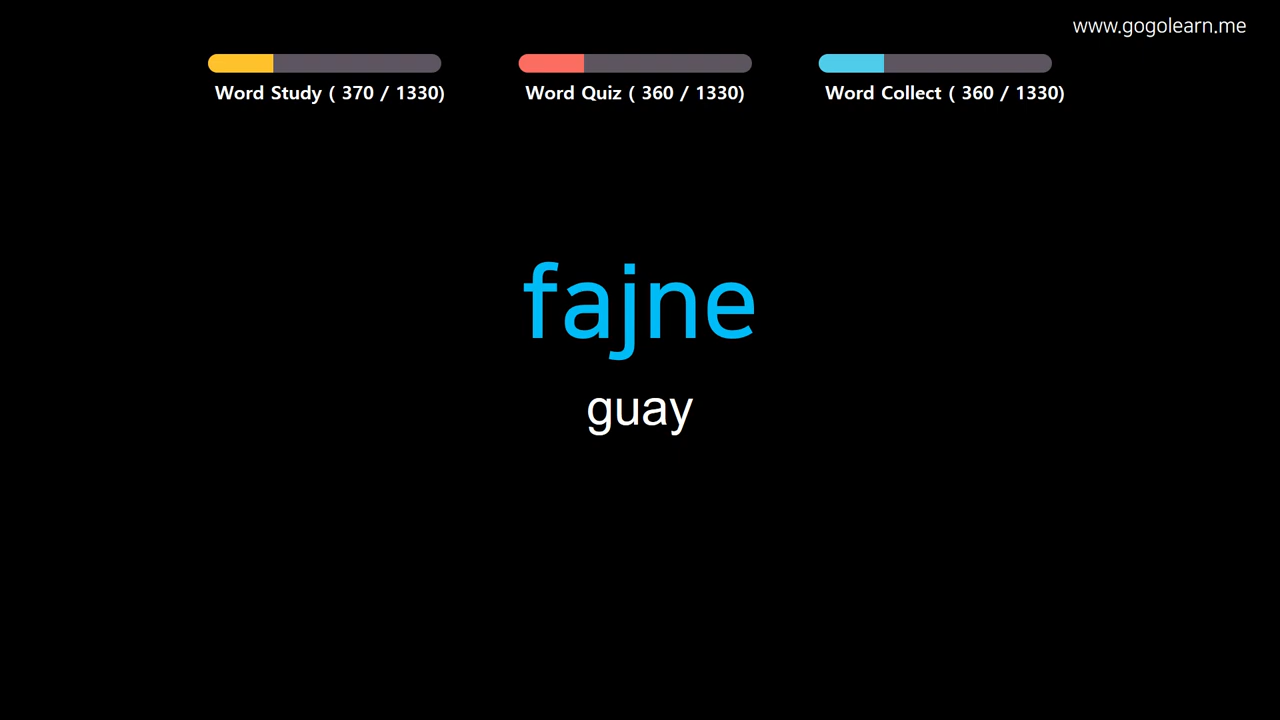 www.gogolearn.me
Word Study ( 370 / 1330)
Word Quiz ( 360 / 1330)
Word Collect ( 360 / 1330)
fajne
guay